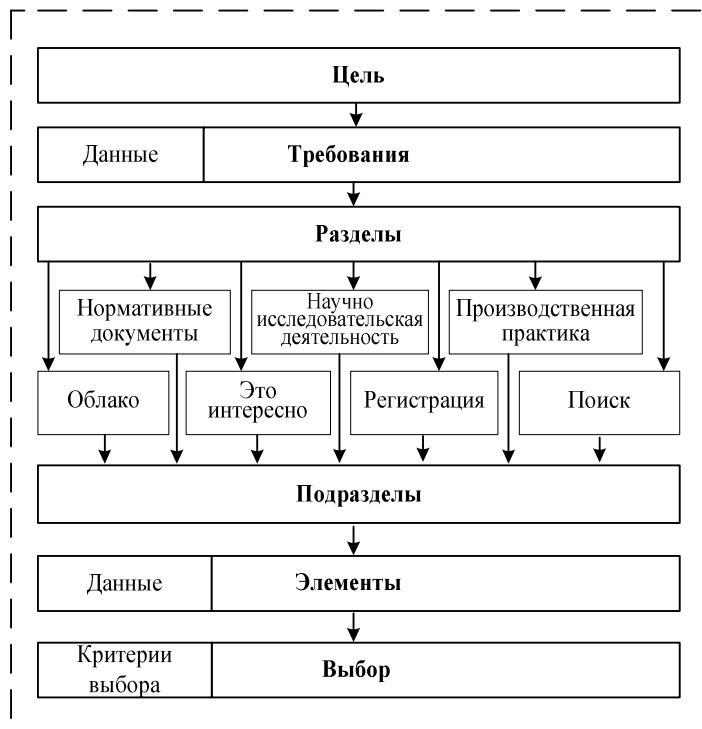 Цель
Данные
Требования
Разделы
Нормативные
документы
Научно
исследовательская
деятельность
Производственная
практика
Облако
Это
интересно
Регистрация
Поиск
Подразделы
Данные
Элементы
Критерии
выбора
Выбор